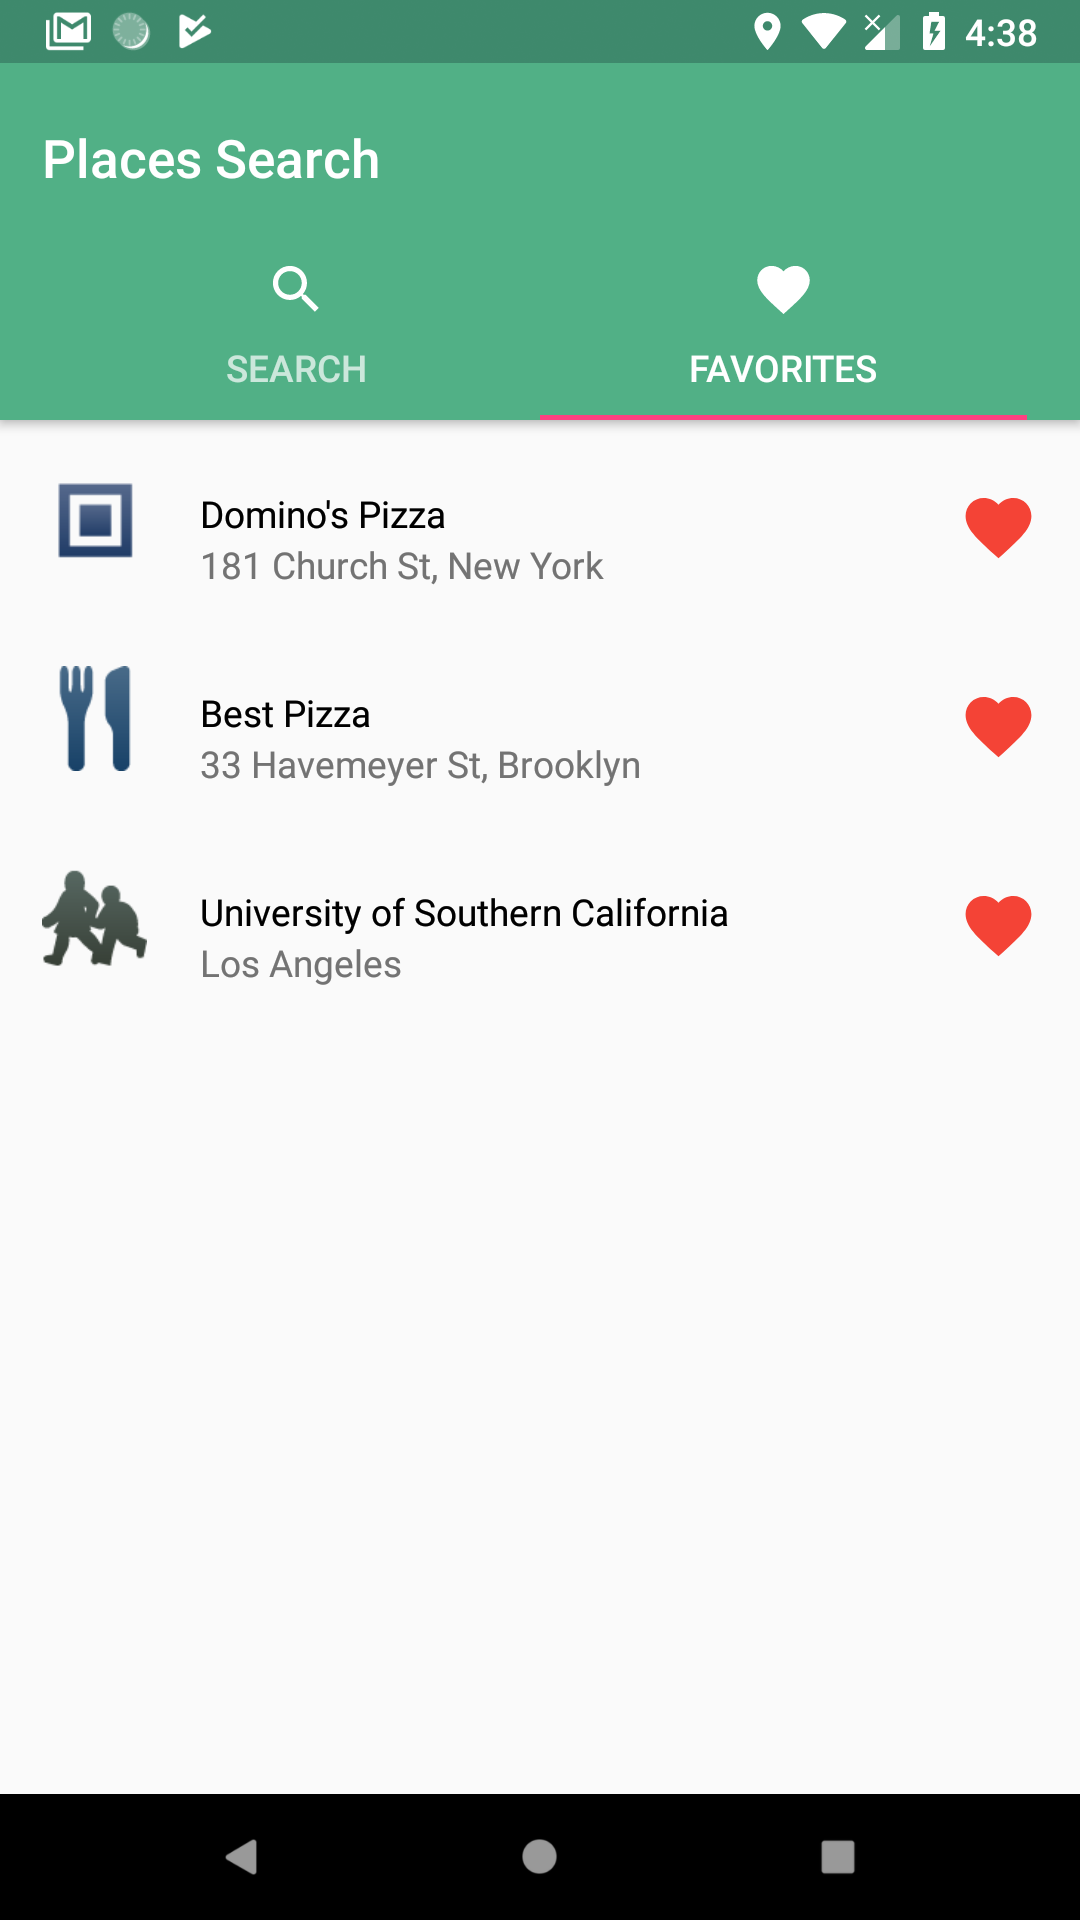 4:38
Places Search
SEARCH
FAVORITES
Domino's Pizza
181 Church St, New York
Best Pizza
33 Havemeyer St, Brooklyn
University of Southern California
Los Angeles